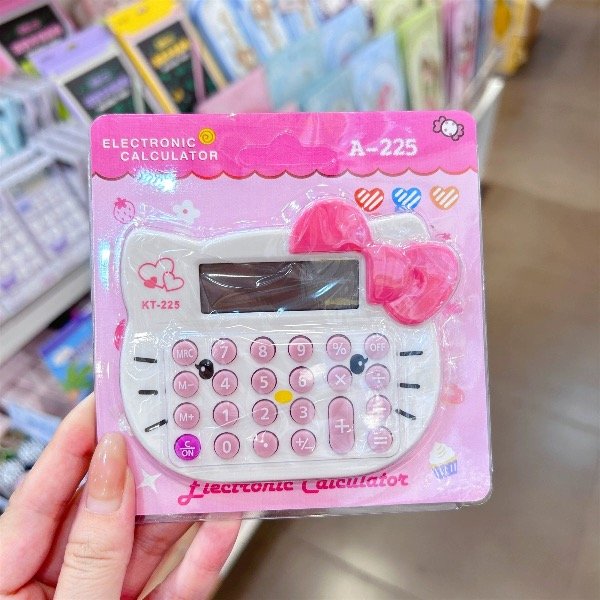 ELECTRONIC
CALCULATOR
A-225
KT-225
MRC 7 8 9 % OFF
M- 4 5 6 × ÷
M+ 1 2 3 + -
C/ON 0 . +/- =
Electronic Calculator